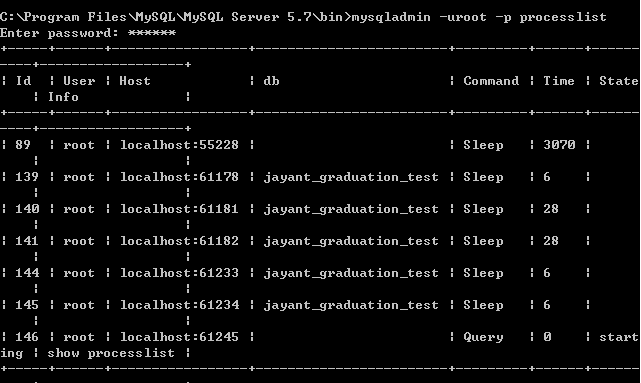 C:\Program Files\MySQL\MySQL Server 5.7\bin>mysqladmin -uroot -p processlist
Enter password: ******
+-----+------+-----------------+------------------------+---------+------+------
----+------------------+
| Id  | User | Host            | db                     | Command | Time | State
    | Info             |
+-----+------+-----------------+------------------------+---------+------+------
----+------------------+
| 89  | root | localhost:55228 |                        | Sleep   | 3070 |
    |                  |
| 139 | root | localhost:61178 | jayant_graduation_test | Sleep   | 6    |
    |                  |
| 140 | root | localhost:61181 | jayant_graduation_test | Sleep   | 28   |
    |                  |
| 141 | root | localhost:61182 | jayant_graduation_test | Sleep   | 28   |
    |                  |
| 144 | root | localhost:61233 | jayant_graduation_test | Sleep   | 6    |
    |                  |
| 145 | root | localhost:61234 | jayant_graduation_test | Sleep   | 6    |
    |                  |
| 146 | root | localhost:61245 |                        | Query   | 0    | start
ing | show processlist |
+-----+------+-----------------+------------------------+---------+------+------